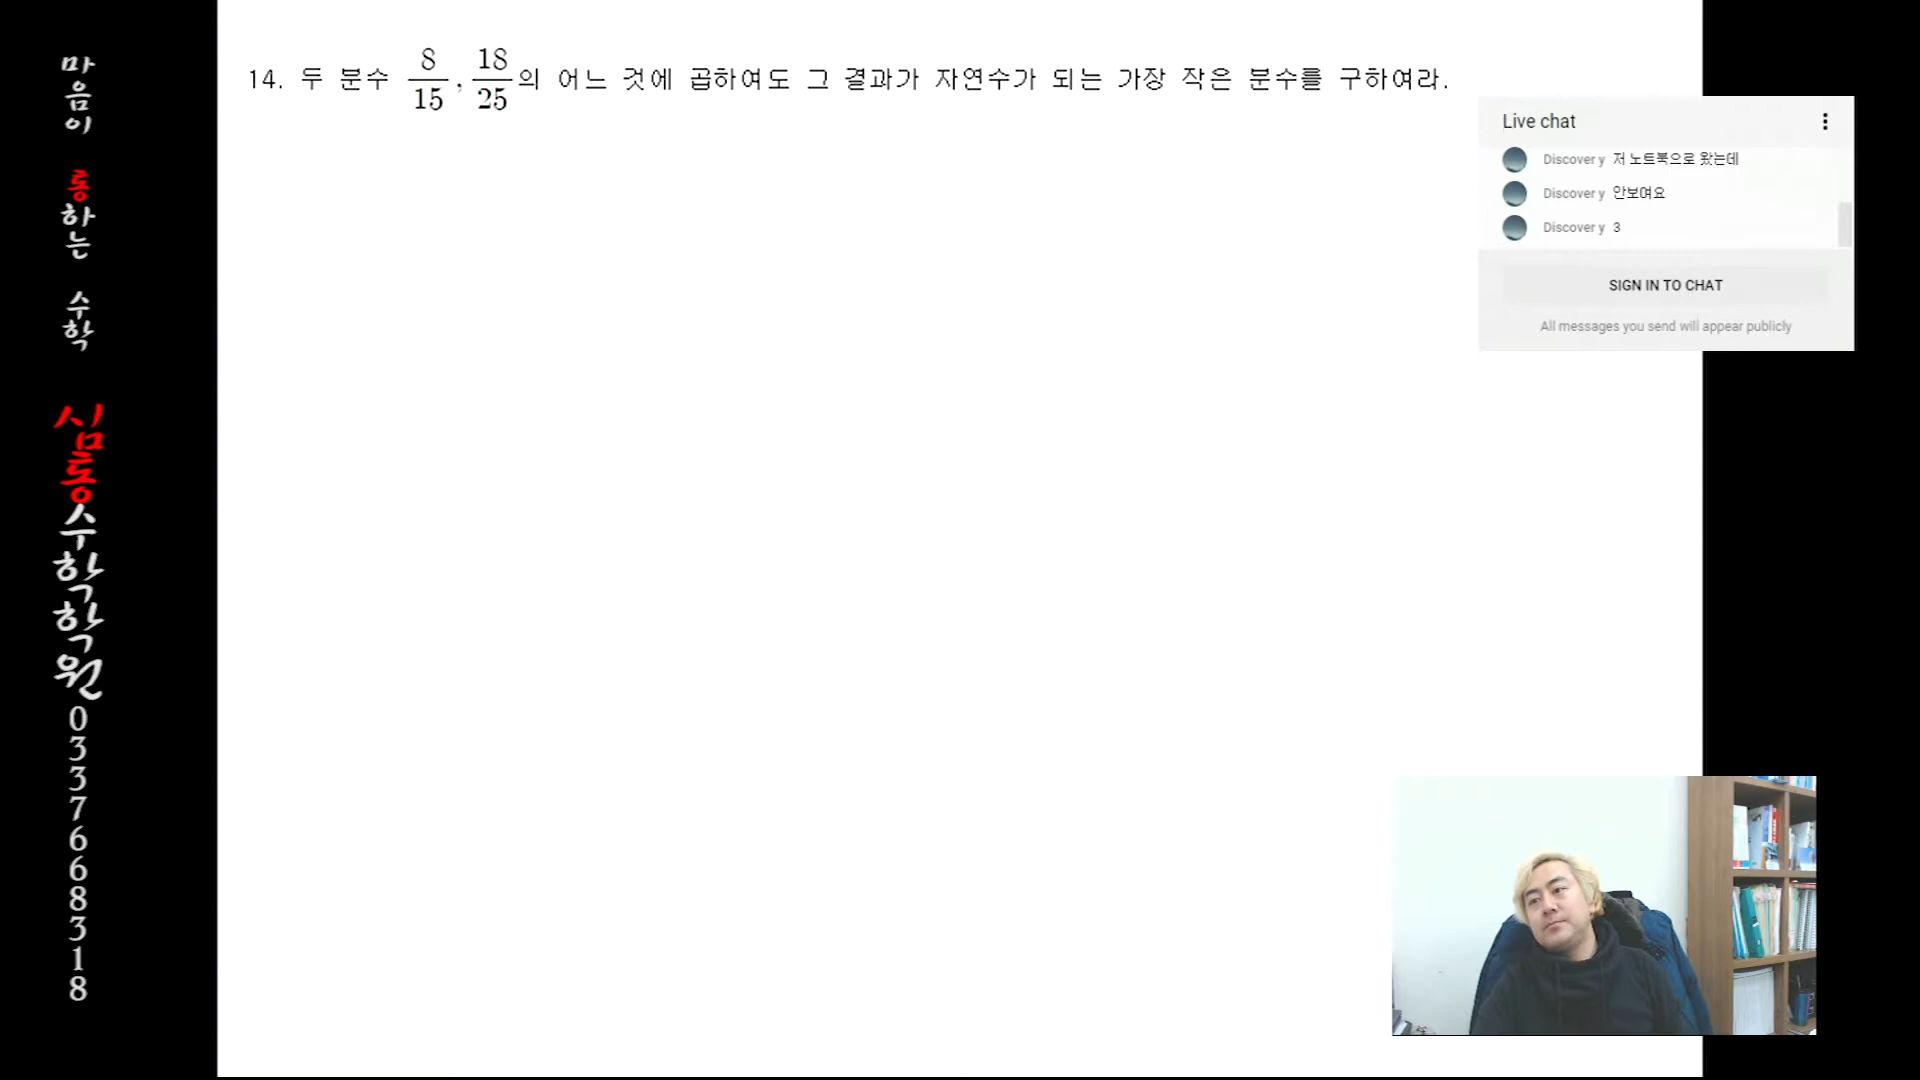 마음이 통하는 수학 심통수학학원 0337668318
14. 두 분수 8/15, 18/25의 어느 것에 곱하여도 그 결과가 자연수가 되는 가장 작은 분수를 구하여라.
Live chat
Discover y 저 노트북으로 왔는데
Discover y 안보여요
Discover y 3
SIGN IN TO CHAT
All messages you send will appear publicly